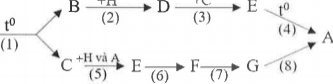 t⁰ B +H D +C E t⁰
(1) (2) (3) (4) A
C +H và A E F G
(5) (6) (7) (8)